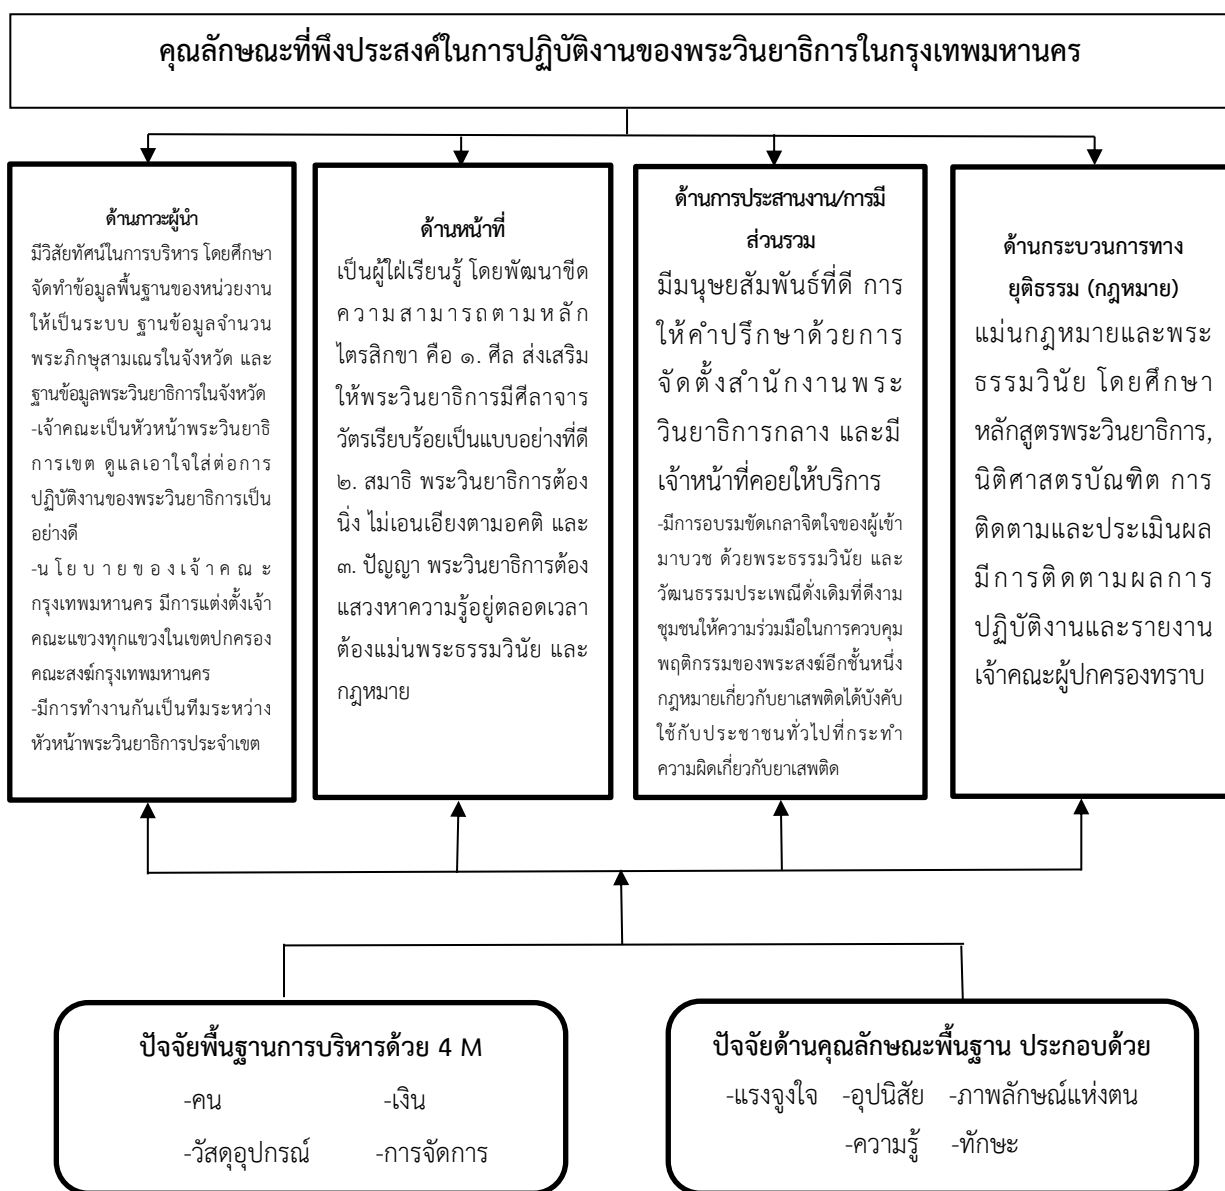 คุณลักษณะที่พึงประสงค์ในการปฏิบัติงานของพระวินยาธิการในกรุงเทพมหานคร
ด้านภาวะผู้นำ
มีวิสัยทัศน์ในการบริหาร โดยศึกษา
จัดทำข้อมูลพื้นฐานของหน่วยงาน
ให้เป็นระบบ ฐานข้อมูลจำนวน
พระภิกษุสามเณรในจังหวัด และ
ฐานข้อมูลพระวินยาธิการในจังหวัด
-เจ้าคณะเป็นหัวหน้าพระวินยาธิ
การเขต ดูแลเอาใจใส่ต่อการ
ปฏิบัติงานของพระวินยาธิการเป็น
อย่างดี
-นโยบายของเจ้าคณะ
กรุงเทพมหานคร มีการแต่งตั้งเจ้า
คณะแขวงทุกแขวงในเขตปกครอง
คณะสงฆ์กรุงเทพมหานคร
-มีการทำงานกันเป็นทีมระหว่าง
หัวหน้าพระวินยาธิการประจำเขต
ด้านหน้าที่
เป็นผู้ใฝ่เรียนรู้ โดยพัฒนาขีด
ความสามารถตามหลัก
ไตรสิกขา คือ ๑. ศีล ส่งเสริม
ให้พระวินยาธิการมีศีลาจาร
วัตรเรียบร้อยเป็นแบบอย่างที่ดี
๒. สมาธิ พระวินยาธิการต้อง
นิ่ง ไม่เอนเอียงตามอคติ และ
๓. ปัญญา พระวินยาธิการต้อง
แสวงหาความรู้อยู่ตลอดเวลา
ต้องแม่นพระธรรมวินัย และ
กฎหมาย
ด้านการประสานงาน/การมี
ส่วนรวม
มีมนุษยสัมพันธ์ที่ดี การ
ให้คำปรึกษาด้วยการ
จัดตั้งสำนักงานพระ
วินยาธิการกลาง และมี
เจ้าหน้าที่คอยให้บริการ
-มีการอบรมขัดเกลาจิตใจของผู้เข้า
มาบวช ด้วยพระธรรมวินัย และ
วัฒนธรรมประเพณีดั่งเดิมที่ดีงาม
ชุมชนให้ความร่วมมือในการควบคุม
พฤติกรรมของพระสงฆ์อีกชั้นหนึ่ง
กฎหมายเกี่ยวกับยาเสพติดได้บังคับ
ใช้กับประชาชนทั่วไปที่กระทำ
ความผิดเกี่ยวกับยาเสพติด
ด้านกระบวนการทาง
ยุติธรรม (กฎหมาย)
แม่นกฎหมายและพระ
ธรรมวินัย โดยศึกษา
หลักสูตรพระวินยาธิการ,
นิติศาสตรบัณฑิต การ
ติดตามและประเมินผล
มีการติดตามผลการ
ปฏิบัติงานและรายงาน
เจ้าคณะผู้ปกครองทราบ
ปัจจัยพื้นฐานการบริหารด้วย 4 M
-คน -เงิน
-วัสดุอุปกรณ์ -การจัดการ
ปัจจัยด้านคุณลักษณะพื้นฐาน ประกอบด้วย
-แรงจูงใจ -อุปนิสัย -ภาพลักษณ์แห่งตน
-ความรู้ -ทักษะ